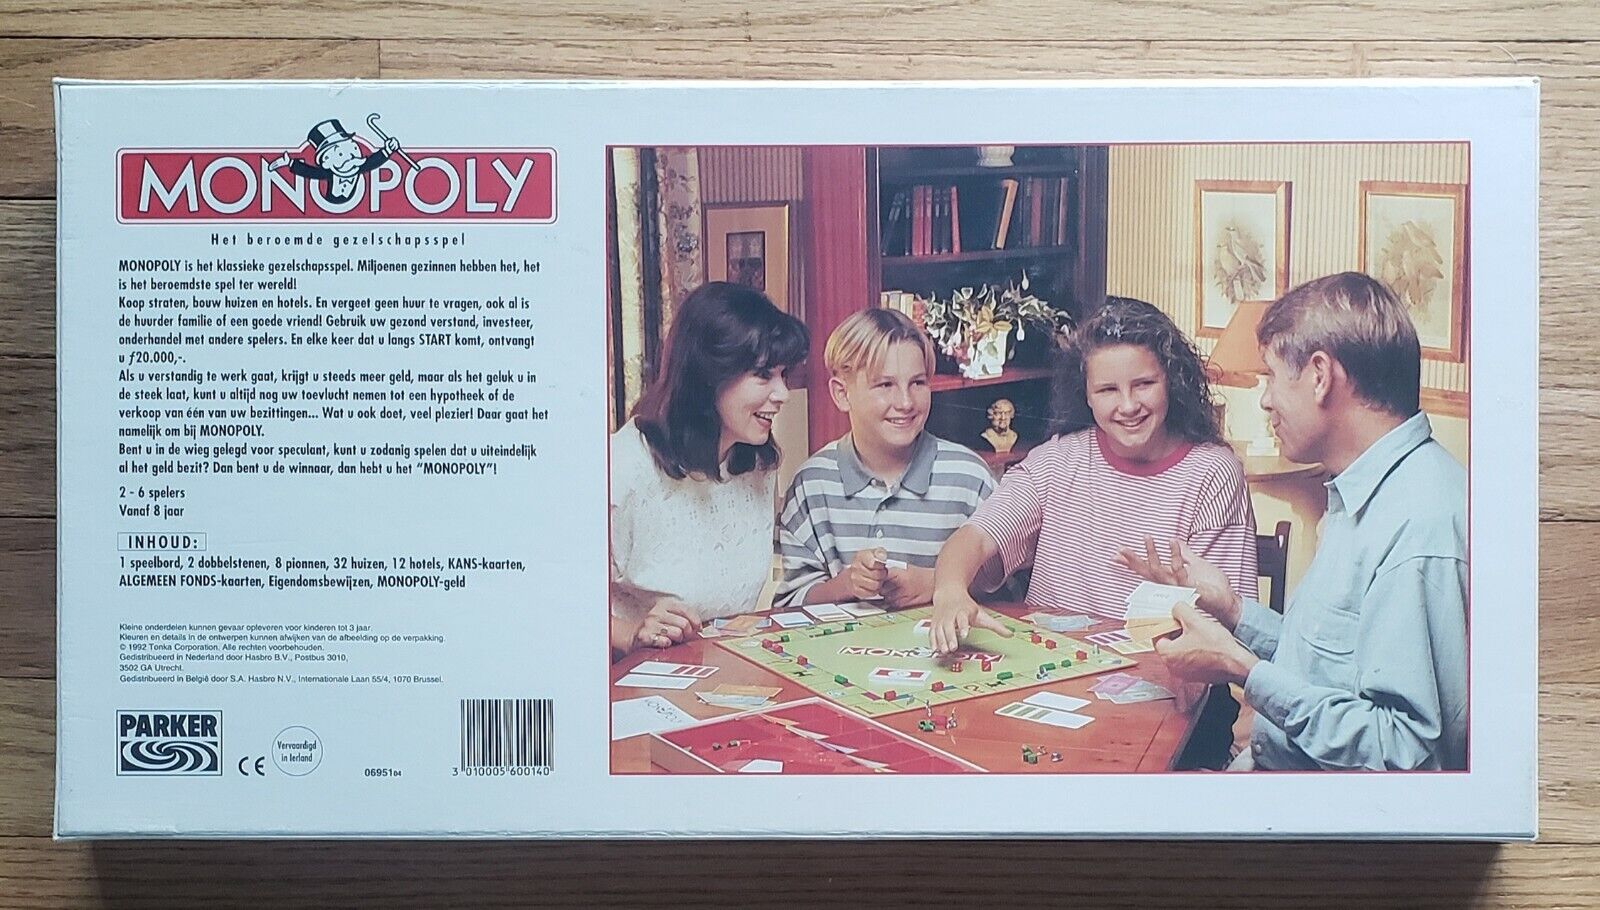 MONOPOLY
Het beroemde gezelschapsspel
MONOPOLY is het klassieke gezelschapsspel. Miljoenen gezinnen hebben het, het
is het beroemdste spel ter wereld!
Koop straten, bouw huizen en hotels. En vergeet geen huur te vragen, ook al is
de huurder familie of een goede vriend! Gebruik uw gezond verstand, investeer,
onderhandel met andere spelers. En elke keer dat u langs START komt, ontvangt
u ƒ20.000,-.
Als u verstandig te werk gaat, krijgt u steeds meer geld, maar als het geluk u in
de steek laat, kunt u altijd nog uw toevlucht nemen tot een hypotheek of de
verkoop van één van uw bezittingen... Wat u ook doet, veel plezier! Daar gaat het
namelijk om bij MONOPOLY.
Bent u in de wieg gelegd voor speculant, kunt u zodanig spelen dat u uiteindelijk
al het geld bezit? Dan bent u de winnaar, dan hebt u het "MONOPOLY"!
2 - 6 spelers
Vanaf 8 jaar
INHOUD:
1 speelbord, 2 dobbelstenen, 8 pionnen, 32 huizen, 12 hotels, KANS-kaarten,
ALGEMEEN FONDS-kaarten, Eigendomsbewijzen, MONOPOLY-geld
Kleine onderdelen kunnen gevaar opleveren voor kinderen tot 3 jaar.
Kleuren en details in de ontwerpen kunnen afwijken van de afbeelding op de verpakking.
© 1992 Tonka Corporation. Alle rechten voorbehouden.
Gedistribueerd in Nederland door Hasbro B.V., Postbus 3010,
3502 GA Utrecht.
Gedistribueerd in België door S.A. Hasbro N.V., Internationale Laan 55/4, 1070 Brussel.
PARKER
CE
Vervaardigd
in Ierland
0695104
3 010005 600140
MONOPOLY
MONOPOLY